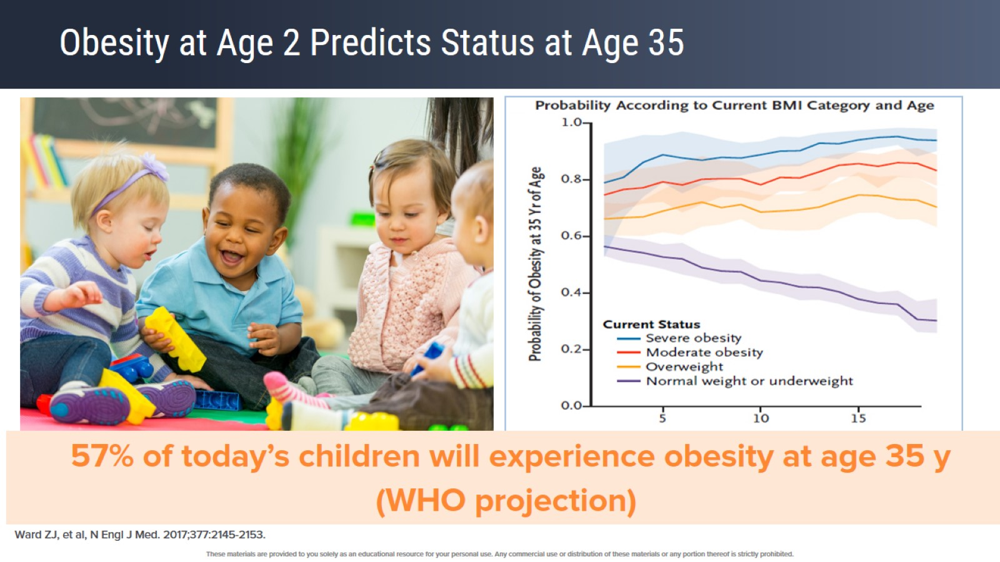 Obesity at Age 2 Predicts Status at Age 35
Probability According to Current BMI Category and Age
Probability of Obesity at 35 Yr of Age
1.0
0.8
0.6
0.4
0.2
0.0
Current Status
Severe obesity
Moderate obesity
Overweight
Normal weight or underweight
5 10 15
57% of today’s children will experience obesity at age 35 y
(WHO projection)
Ward ZJ, et al, N Engl J Med. 2017;377:2145-2153.
These materials are provided to you solely as an educational resource for your personal use. Any commercial use or distribution of these materials or any portion thereof is strictly prohibited.